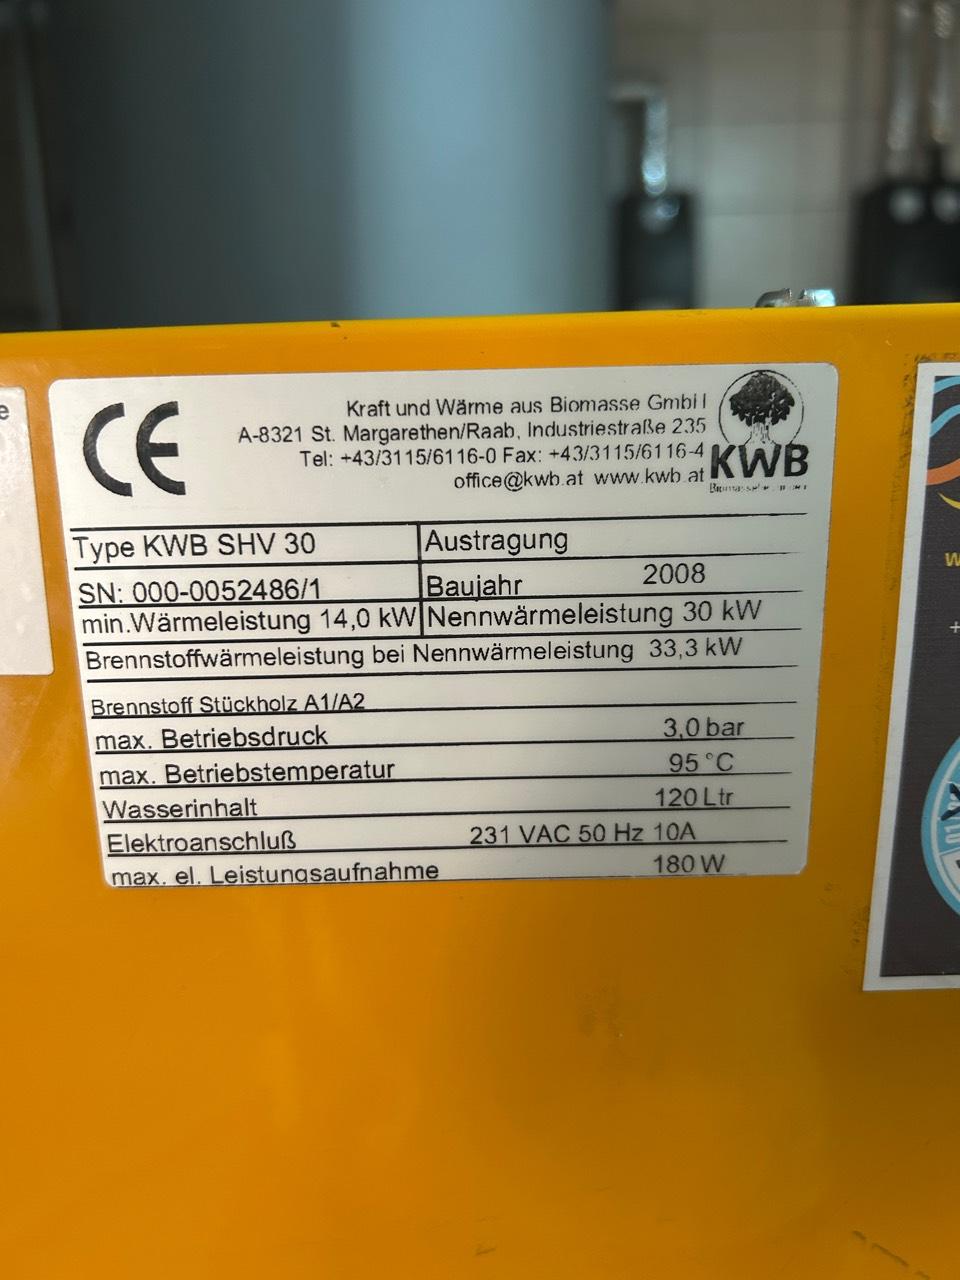 Kraft und Wärme aus Biomasse GmbH
A-8321 St. Margarethen/Raab, Industriestraße 235
Tel: +43/3115/6116-0 Fax: +43/3115/6116-4
office@kwb.at www.kwb.at
KWB
CE
Type KWB SHV 30 Austragung
SN: 000-0052486/1 Baujahr 2008
min.Wärmeleistung 14,0 kW Nennwärmeleistung 30 kW
Brennstoffwärmeleistung bei Nennwärmeleistung 33,3 kW
Brennstoff Stückholz A1/A2
max. Betriebsdruck 3,0 bar
max. Betriebstemperatur 95 °C
Wasserinhalt 120 Ltr
Elektroanschluß 231 VAC 50 Hz 10A
max. el. Leistungsaufnahme 180 W